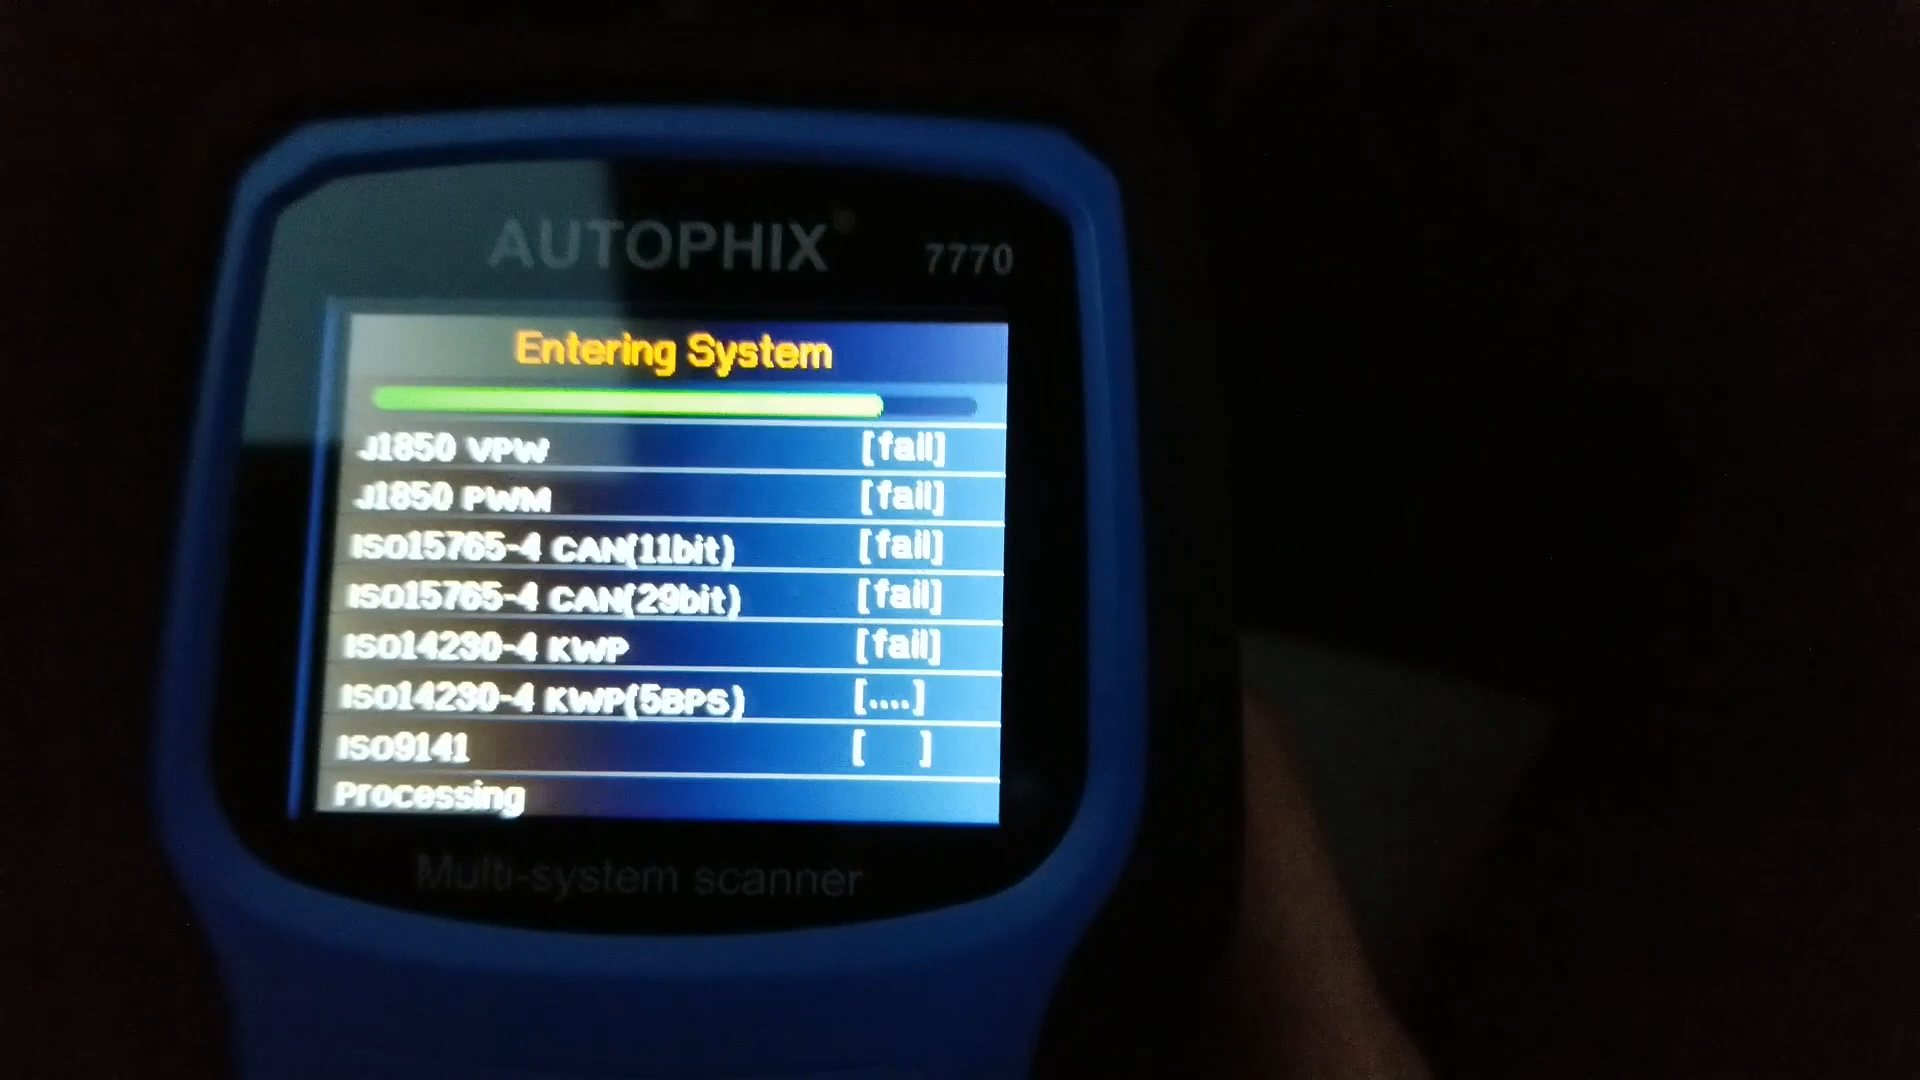 AUTOPHIX® 7770
Entering System
J1850 VPW [fail]
J1850 PWM [fail]
ISO15765-4 CAN(11bit) [fail]
ISO15765-4 CAN(29bit) [fail]
ISO14230-4 KWP [fail]
ISO14230-4 KWP(5BPS) [....]
ISO9141 [ ]
Processing
Multi-system scanner